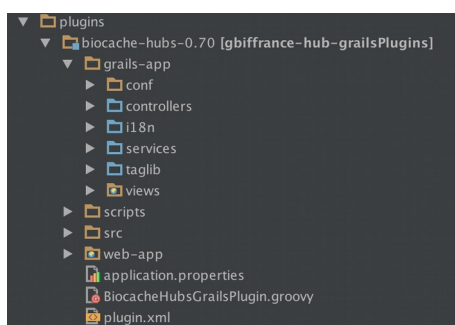 plugins
biocache-hubs-0.70 [gbiffrance-hub-grailsPlugins]
grails-app
conf
controllers
i18n
services
taglib
views
scripts
src
web-app
application.properties
BiocacheHubsGrailsPlugin.groovy
plugin.xml